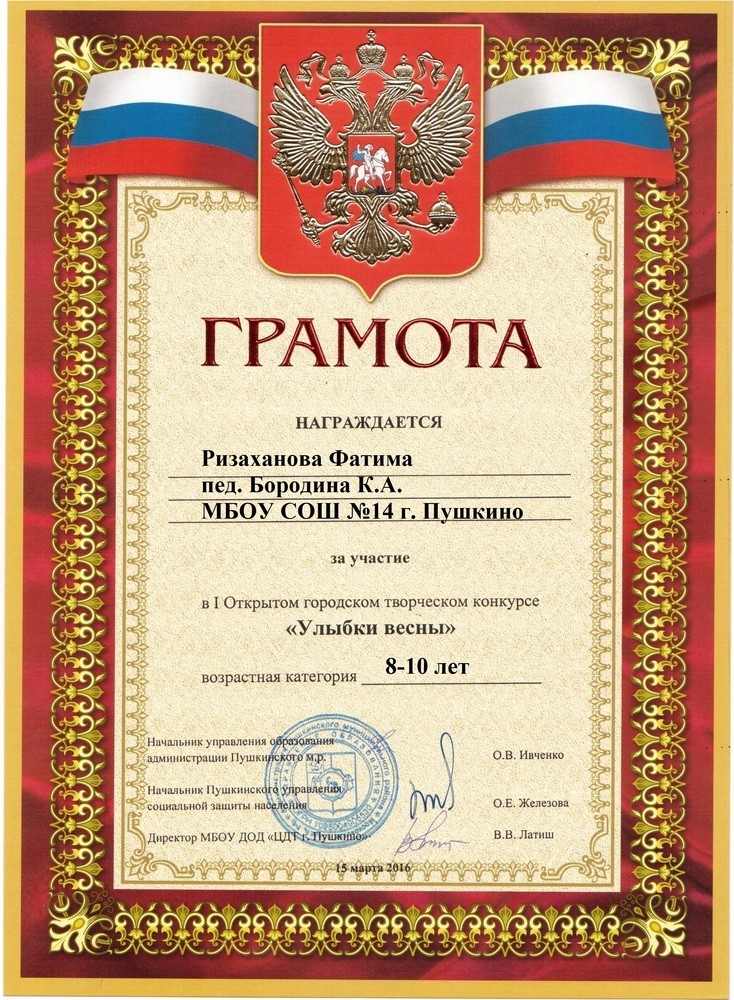 ГРАМОТА
НАГРАЖДАЕТСЯ
Ризаханова Фатима
пед. Бородина К.А.
МБОУ СОШ №14 г. Пушкино
за участие
в I Открытом городском творческом конкурсе
«Улыбки весны»
возрастная категория 8-10 лет
Начальник управления образования
администрации Пушкинского м.р. О.В. Ивченко
Начальник Пушкинского управления
социальной защиты населения О.Е. Железова
Директор МБОУ ДОД «ЦДТ г. Пушкино» В.В. Латиш
15 марта 2016